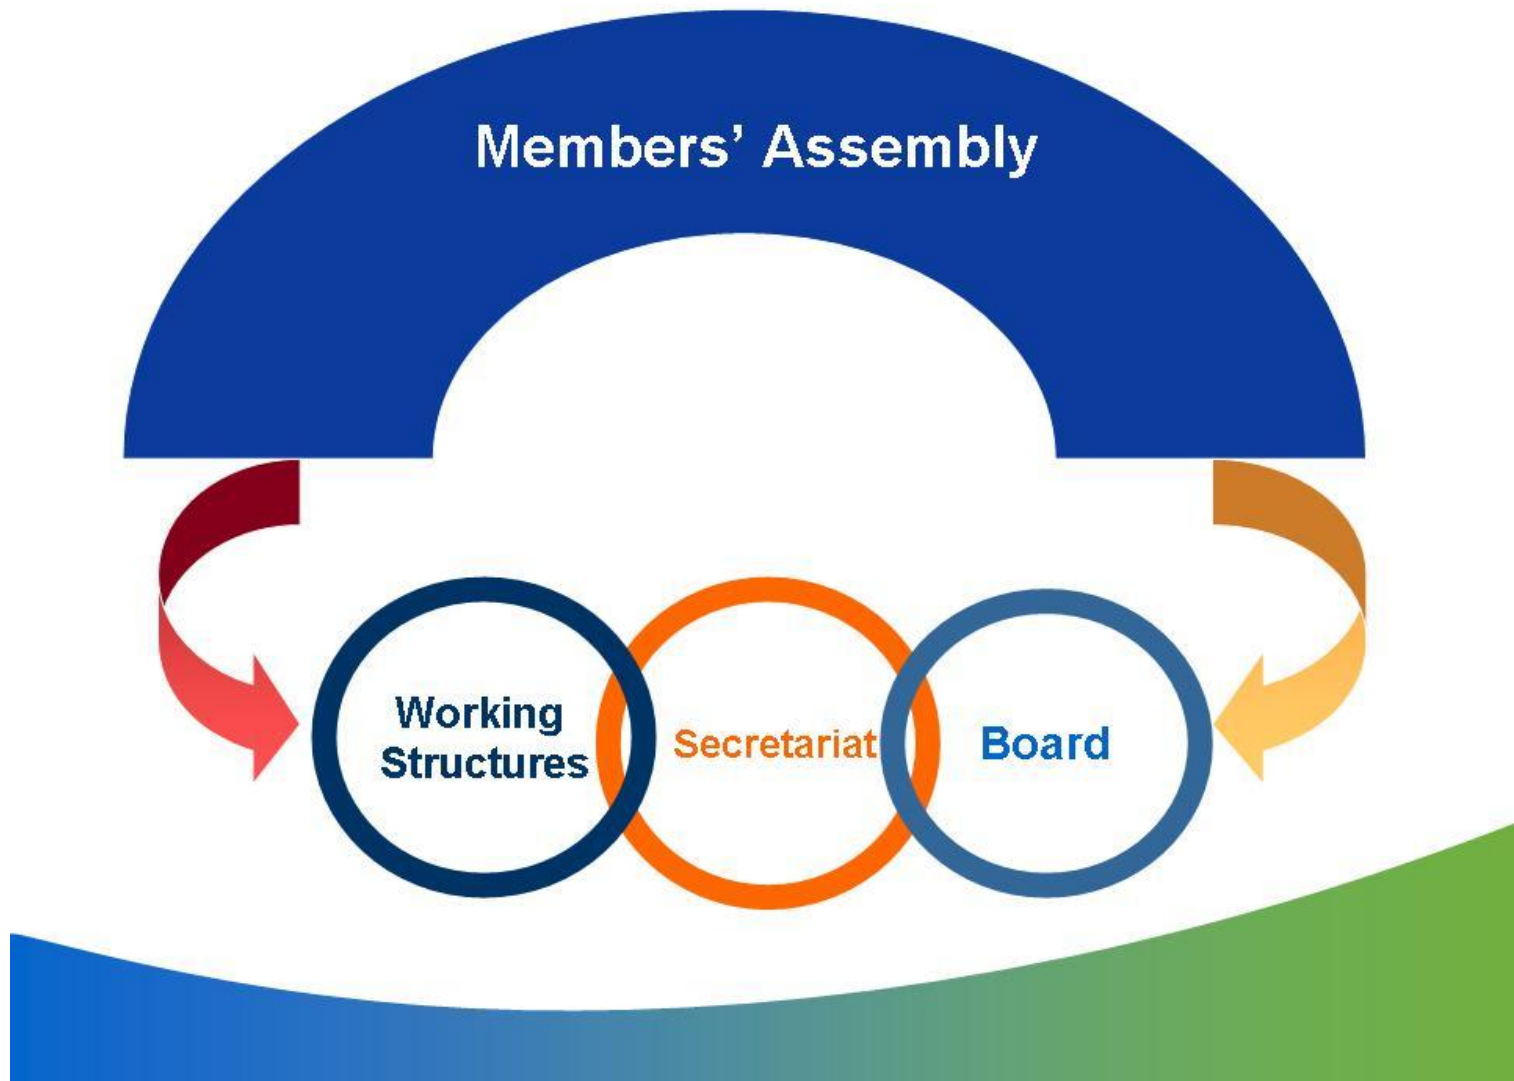 Members’ Assembly
Working
Structures
Secretariat
Board